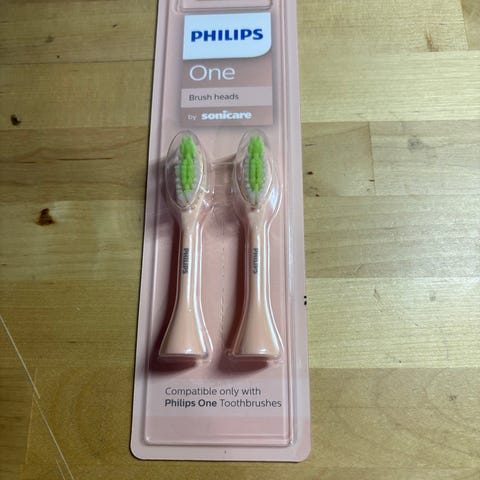 PHILIPS
One
Brush heads
by sonicare
PHILIPS
PHILIPS
Compatible only with
Philips One Toothbrushes